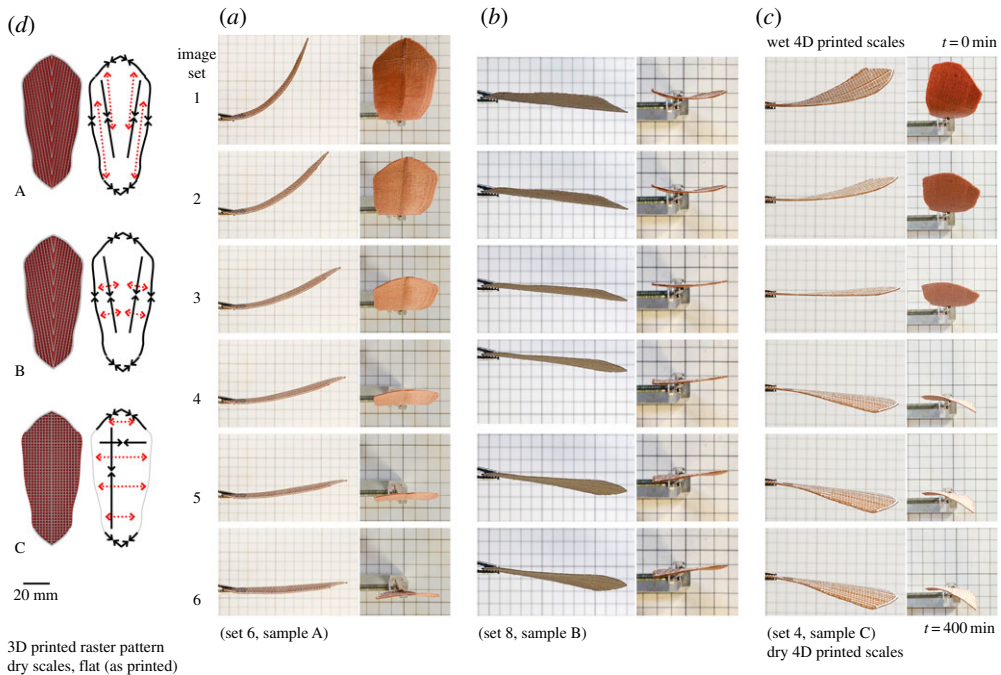 (d)
(a)
(b)
(c)
image
set
wet 4D printed scales
t = 0 min
1
2
3
4
5
6
A
B
C
20 mm
3D printed raster pattern
dry scales, flat (as printed)
(set 6, sample A)
(set 8, sample B)
(set 4, sample C)
dry 4D printed scales
t = 400 min